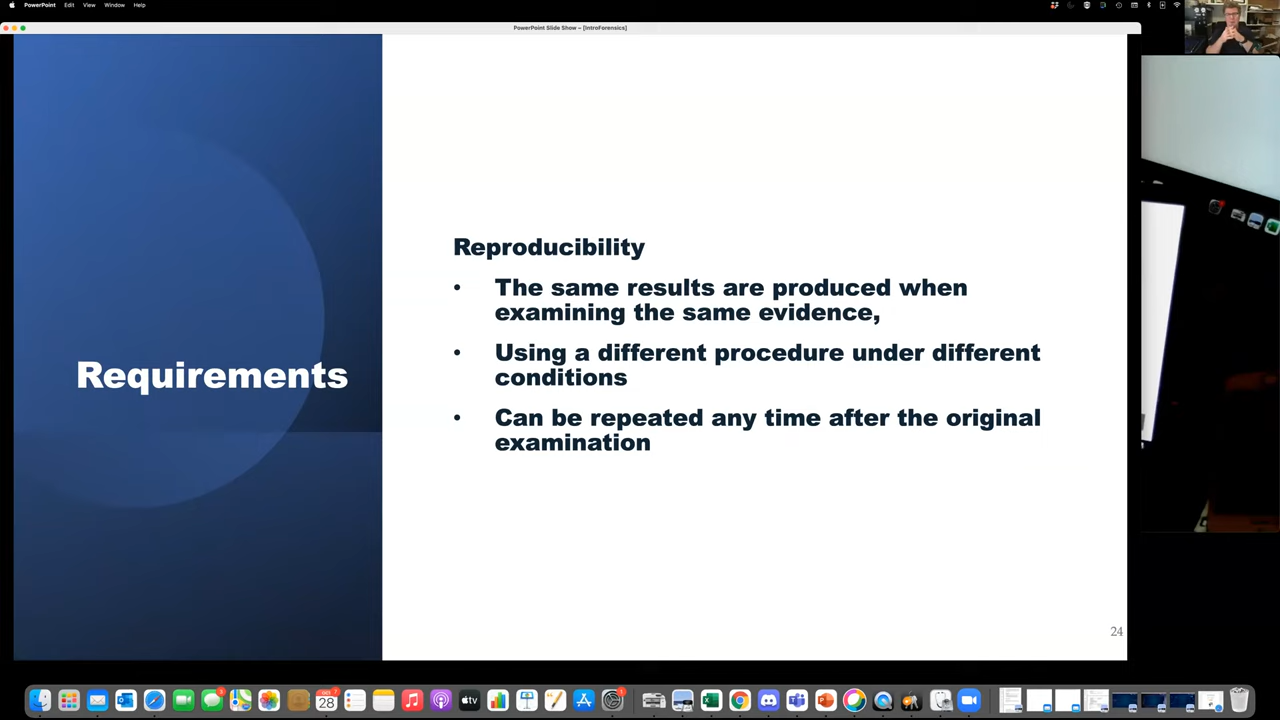 PowerPoint Edit View Window Help
PowerPoint Slide Show – [IntroForensics]
Requirements
Reproducibility
• The same results are produced when
examining the same evidence,
• Using a different procedure under different
conditions
• Can be repeated any time after the original
examination
24
28